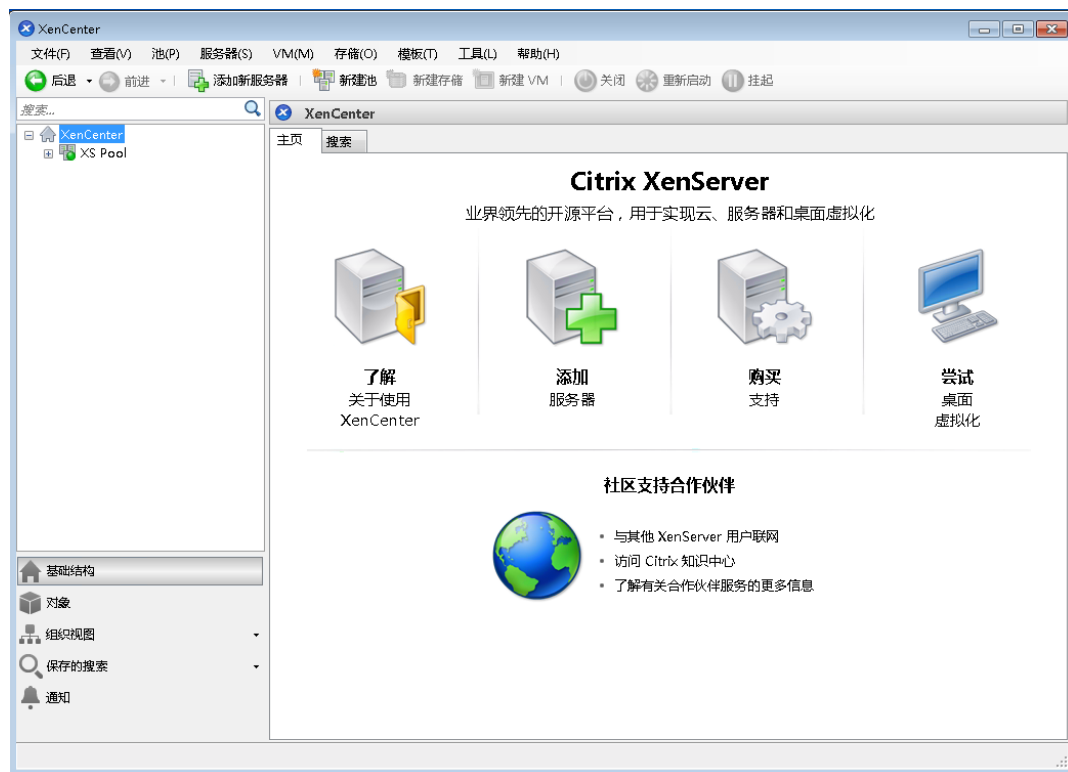 XenCenter
文件(F) 查看(V) 池(P) 服务器(S) VM(M) 存储(O) 模板(T) 工具(L) 帮助(H)
后退 前进 添加新服务器 新建池 新建存储 新建 VM 关闭 重新启动 挂起
搜索...
XenCenter
XS Pool
基础结构
对象
组织视图
保存的搜索
通知
XenCenter
主页 搜索
Citrix XenServer
业界领先的开源平台，用于实现云、服务器和桌面虚拟化
了解
关于使用
XenCenter
添加
服务器
购买
支持
尝试
桌面
虚拟化
社区支持合作伙伴
• 与其他 XenServer 用户联网
• 访问 Citrix 知识中心
• 了解有关合作伙伴服务的更多信息